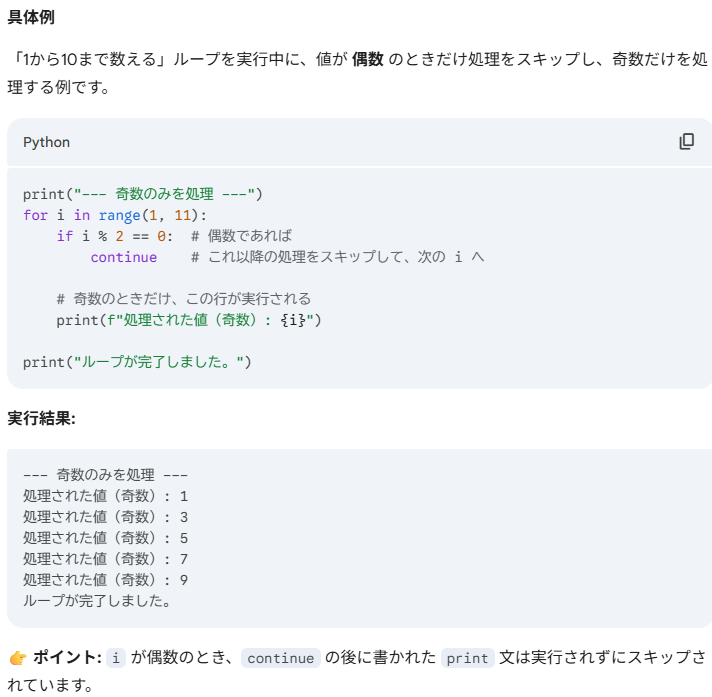 具体例
「1から10まで数える」ループを実行中に、値が 偶数 のときだけ処理をスキップし、奇数だけを処
理する例です。
Python
print("--- 奇数のみを処理 ---")
for i in range(1, 11):
    if i % 2 == 0:  # 偶数であれば
        continue    # これ以降の処理をスキップして、次の i へ
    # 奇数のときだけ、この行が実行される
    print(f"処理された値（奇数）: {i}")
print("ループが完了しました。")
実行結果:
--- 奇数のみを処理 ---
処理された値（奇数）: 1
処理された値（奇数）: 3
処理された値（奇数）: 5
処理された値（奇数）: 7
処理された値（奇数）: 9
ループが完了しました。
👉 ポイント: i が偶数のとき、 continue の後に書かれた print 文は実行されずにスキップさ
れています。